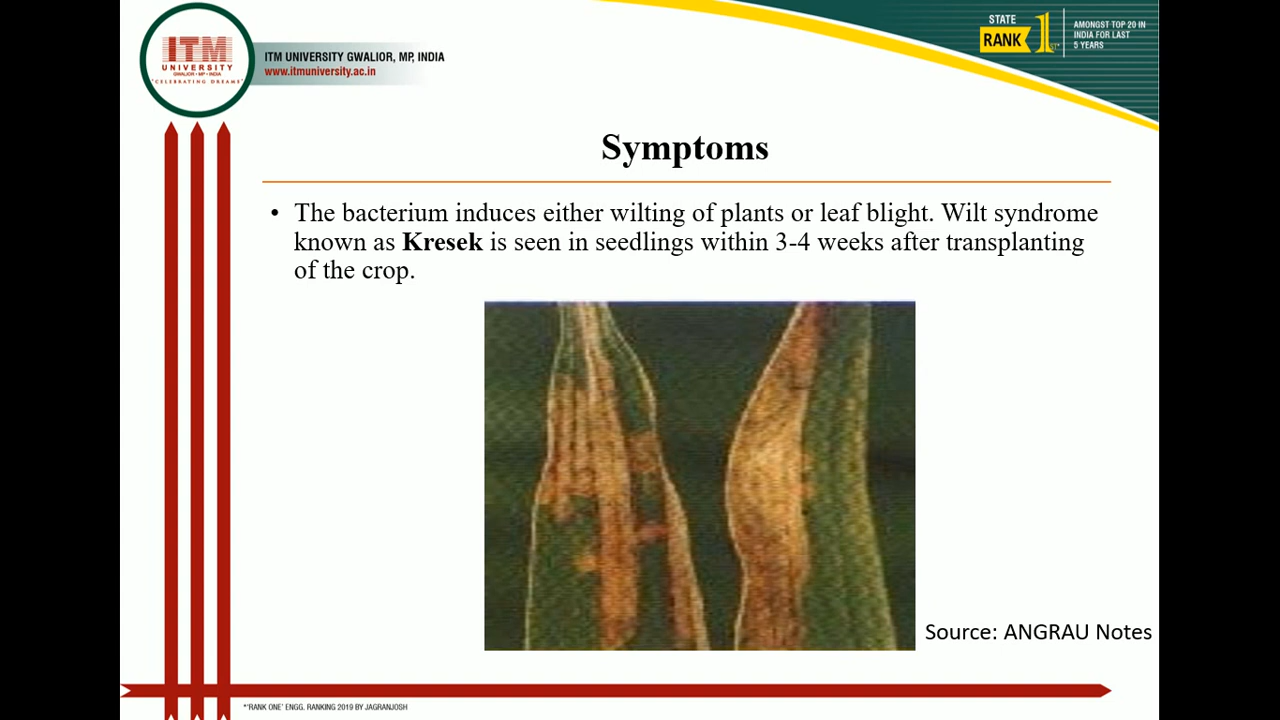 ITM
UNIVERSITY
GWALIOR • MP • INDIA
"CELEBRATING DREAMS"
ITM UNIVERSITY GWALIOR, MP, INDIA
www.itmuniversity.ac.in
STATE
RANK 1ST*
AMONGST TOP 20 IN
INDIA FOR LAST
5 YEARS
Symptoms
• The bacterium induces either wilting of plants or leaf blight. Wilt syndrome
known as Kresek is seen in seedlings within 3-4 weeks after transplanting
of the crop.
Source: ANGRAU Notes
*'RANK ONE' ENGG. RANKING 2019 BY JAGRANJOSH